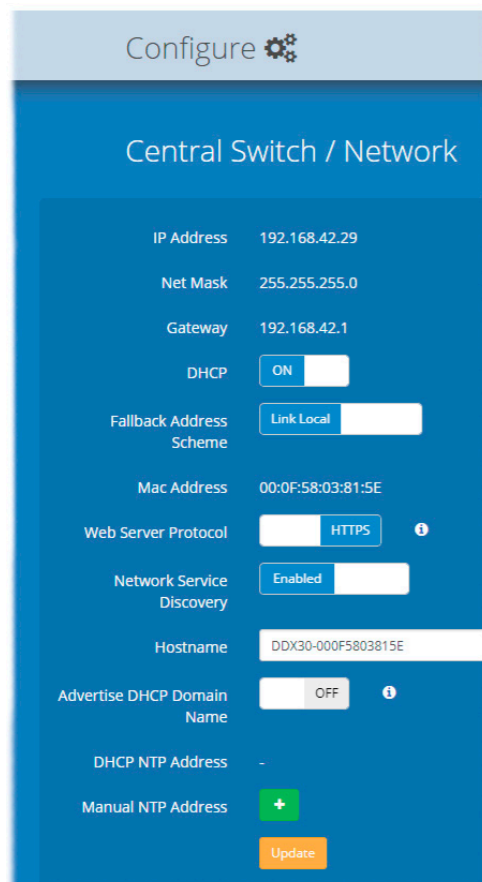 Configure
Central Switch / Network
IP Address 192.168.42.29
Net Mask 255.255.255.0
Gateway 192.168.42.1
DHCP ON
Fallback Address Link Local
Scheme
Mac Address 00:0F:58:03:81:5E
Web Server Protocol HTTPS
Network Service Enabled
Discovery
Hostname DDX30-000F5803815E
Advertise DHCP Domain OFF
Name
DHCP NTP Address -
Manual NTP Address +
Update